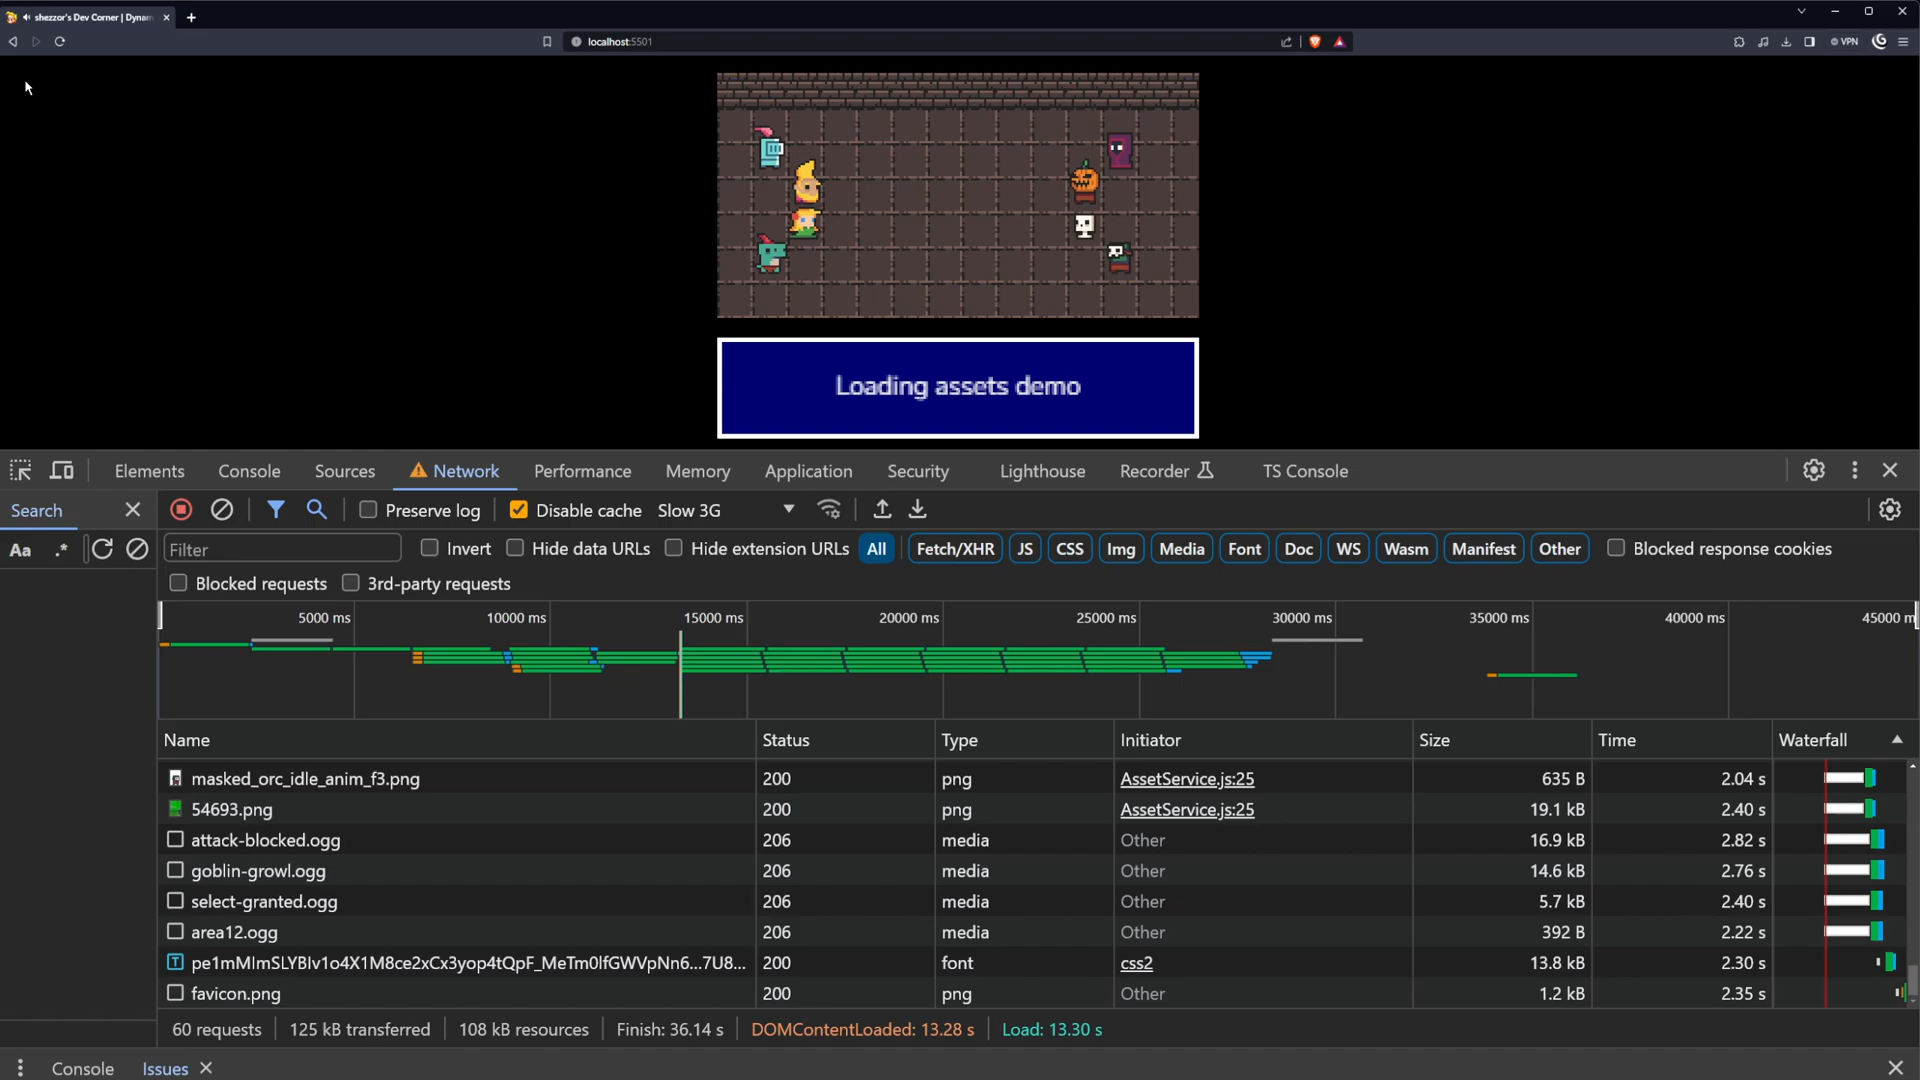 shezzor's Dev Corner | Dynam
localhost:5501
VPN
Loading assets demo
Elements Console Sources Network Performance Memory Application Security Lighthouse Recorder TS Console
Search Preserve log Disable cache Slow 3G
Aa .* Filter Invert Hide data URLs Hide extension URLs All Fetch/XHR JS CSS Img Media Font Doc WS Wasm Manifest Other Blocked response cookies
Blocked requests 3rd-party requests
5000 ms 10000 ms 15000 ms 20000 ms 25000 ms 30000 ms 35000 ms 40000 ms 45000 m
Name Status Type Initiator Size Time Waterfall
masked_orc_idle_anim_f3.png 200 png AssetService.js:25 635 B 2.04 s
54693.png 200 png AssetService.js:25 19.1 kB 2.40 s
attack-blocked.ogg 206 media Other 16.9 kB 2.82 s
goblin-growl.ogg 206 media Other 14.6 kB 2.76 s
select-granted.ogg 206 media Other 5.7 kB 2.40 s
area12.ogg 206 media Other 392 B 2.22 s
T pe1mMImSLYBIv1o4X1M8ce2xCx3yop4tQpF_MeTm0lfGWVpNn6...7U8... 200 font css2 13.8 kB 2.30 s
favicon.png 200 png Other 1.2 kB 2.35 s
60 requests 125 kB transferred 108 kB resources Finish: 36.14 s DOMContentLoaded: 13.28 s Load: 13.30 s
Console Issues